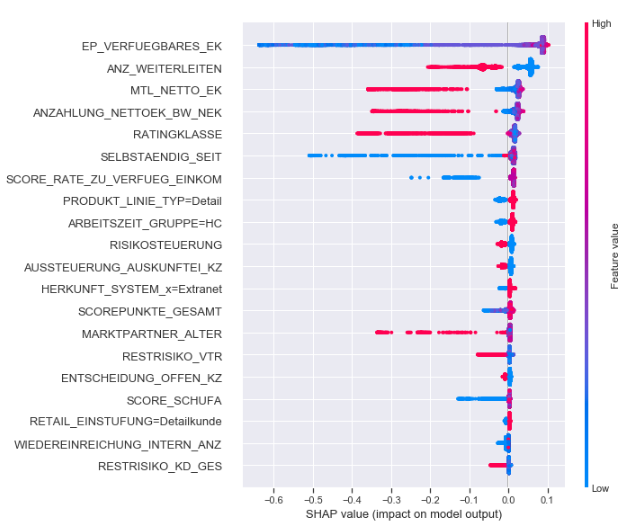 High
EP_VERFUEGBARES_EK
ANZ_WEITERLEITEN
MTL_NETTO_EK
ANZAHLUNG_NETTOEK_BW_NEK
RATINGKLASSE
SELBSTAENDIG_SEIT
SCORE_RATE_ZU_VERFUEG_EINKOM
PRODUKT_LINIE_TYP=Detail
ARBEITSZEIT_GRUPPE=HC
RISIKOSTEUERUNG
AUSSTEUERUNG_AUSKUNFTEI_KZ
HERKUNFT_SYSTEM_x=Extranet
SCOREPUNKTE_GESAMT
MARKTPARTNER_ALTER
RESTRISIKO_VTR
ENTSCHEIDUNG_OFFEN_KZ
SCORE_SCHUFA
RETAIL_EINSTUFUNG=Detailkunde
WIEDEREINREICHUNG_INTERN_ANZ
RESTRISIKO_KD_GES
Feature value
Low
−0.6 −0.5 −0.4 −0.3 −0.2 −0.1 0.0 0.1
SHAP value (impact on model output)